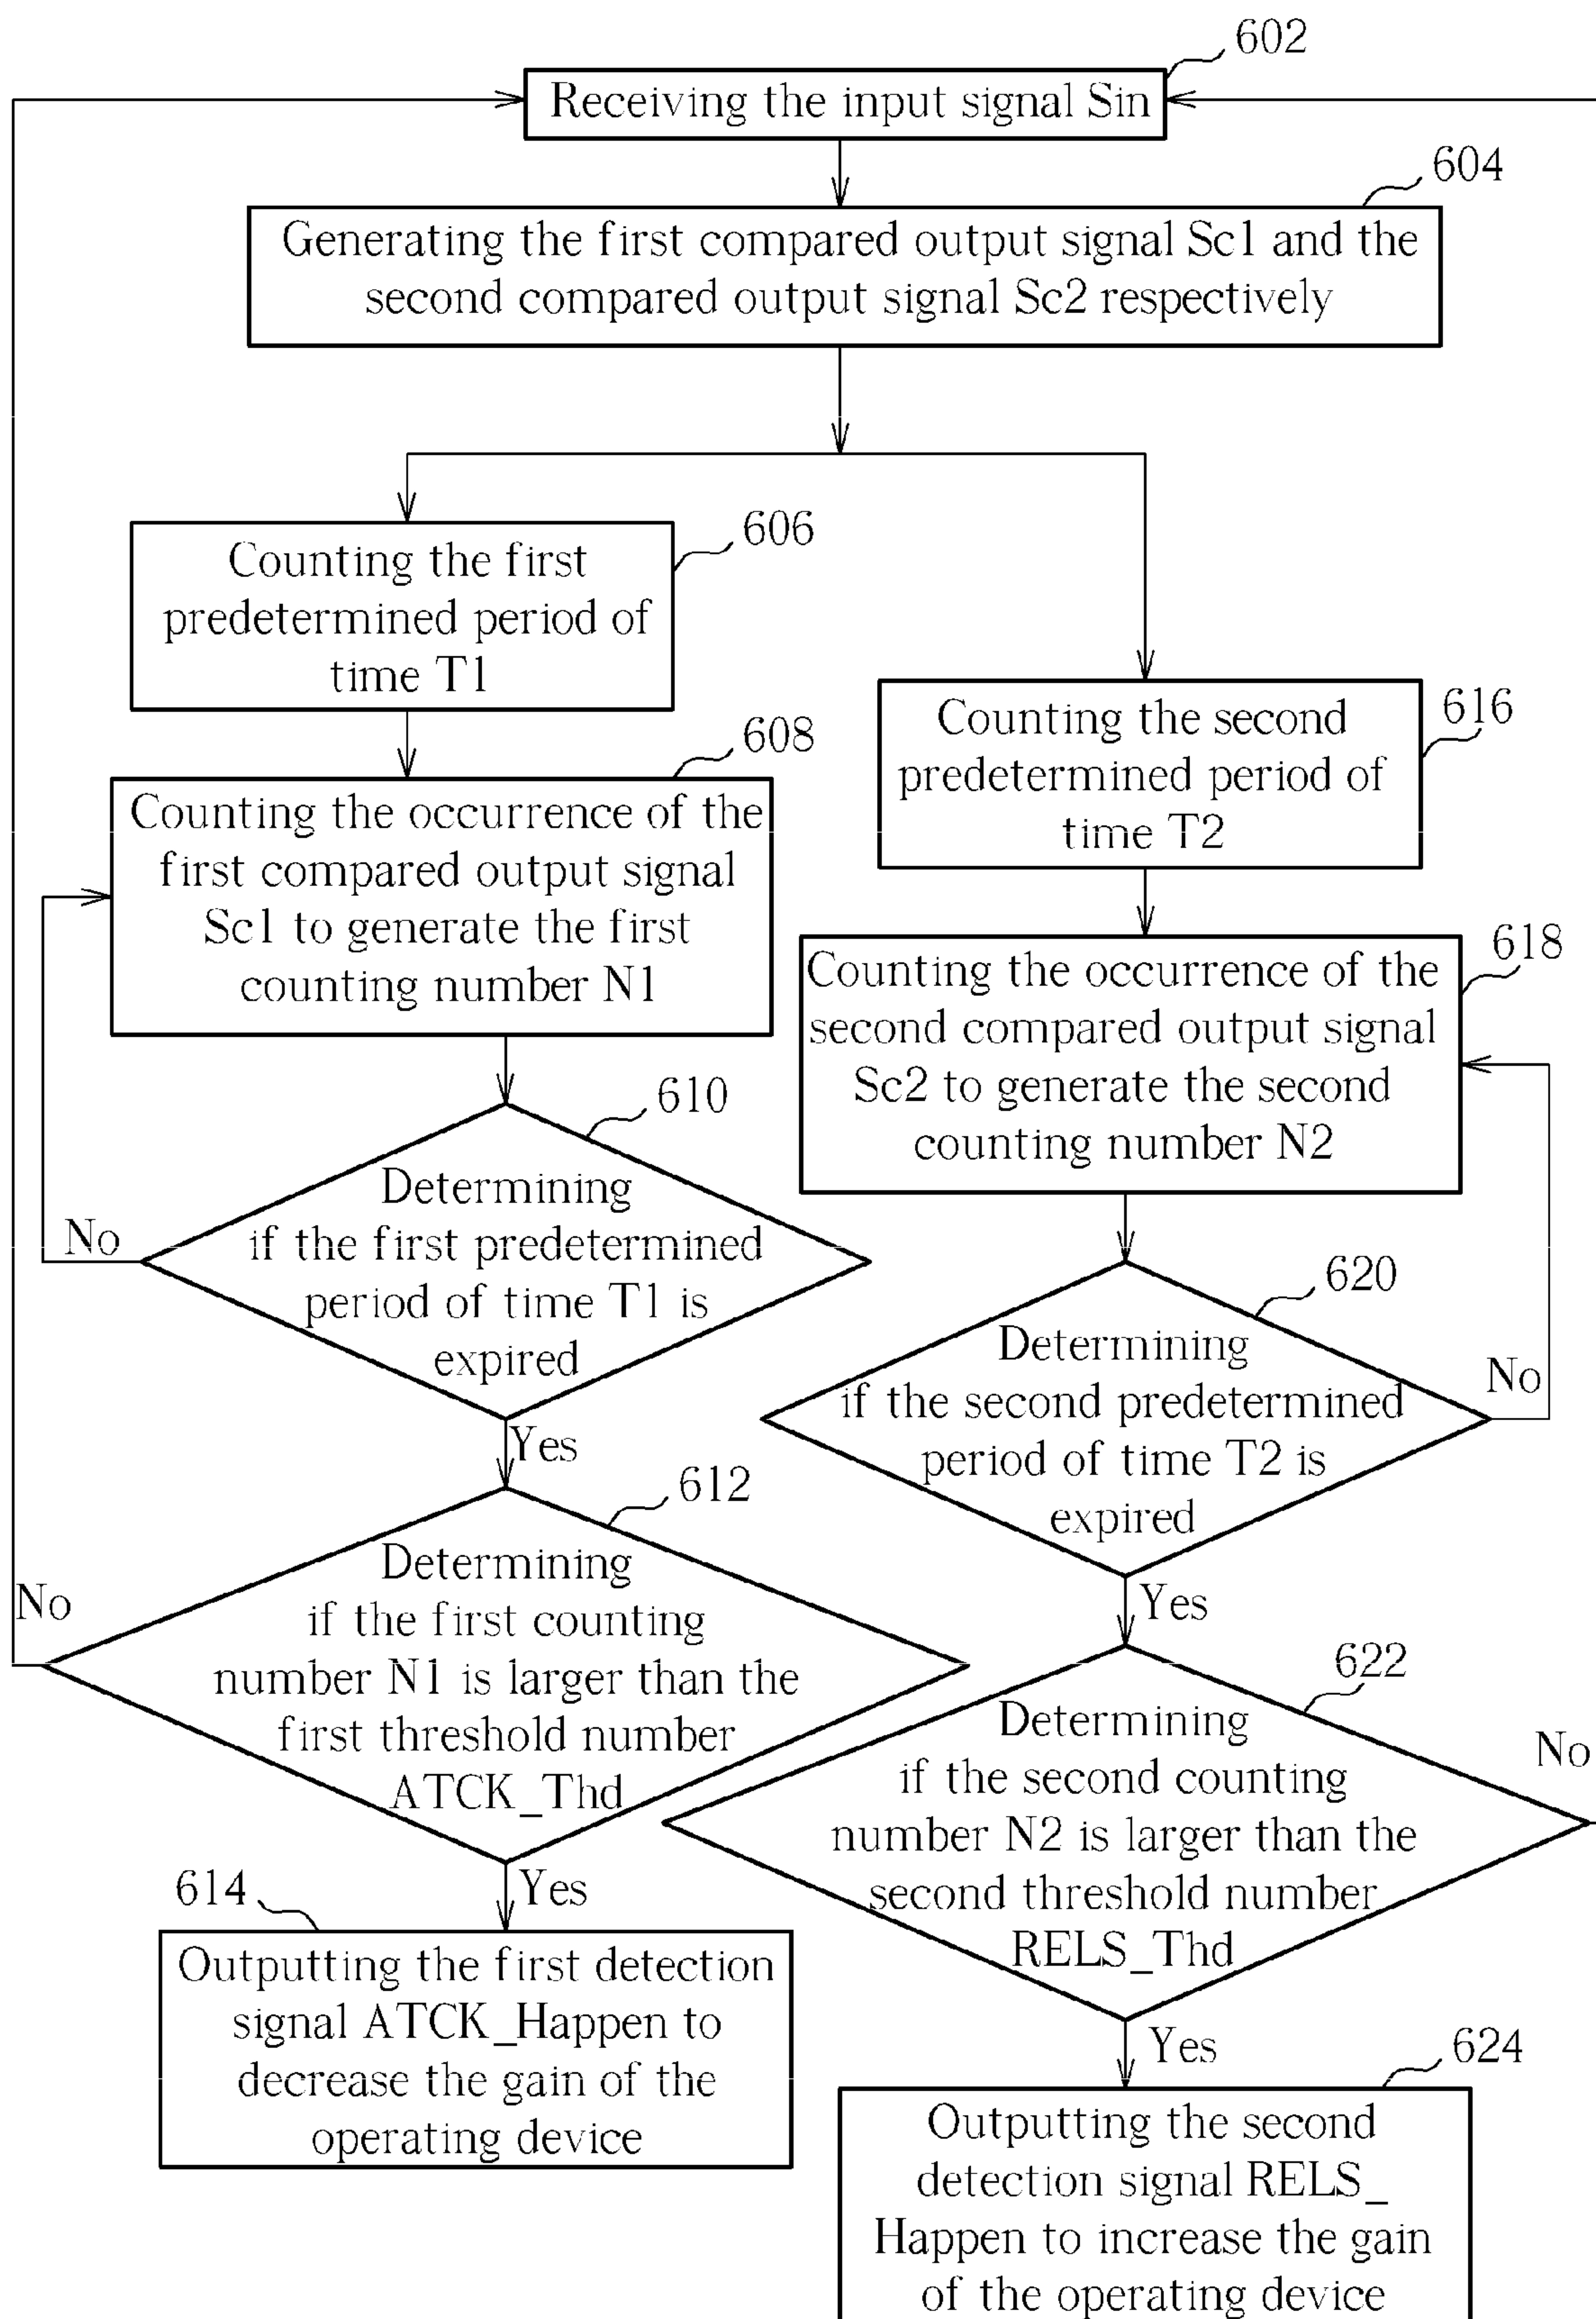 602
Receiving the input signal Sin
604
Generating the first compared output signal Sc1 and the
second compared output signal Sc2 respectively
606
Counting the first
predetermined period of
time T1
608
Counting the occurrence of the
first compared output signal
Sc1 to generate the first
counting number N1
610
Determining
if the first predetermined
period of time T1 is
expired
No
Yes
612
Determining
if the first counting
number N1 is larger than the
first threshold number
ATCK_Thd
No
Yes
614
Outputting the first detection
signal ATCK_Happen to
decrease the gain of the
operating device
616
Counting the second
predetermined period of
time T2
618
Counting the occurrence of the
second compared output signal
Sc2 to generate the second
counting number N2
620
Determining
if the second predetermined
period of time T2 is
expired
No
Yes
622
Determining
if the second counting
number N2 is larger than the
second threshold number
RELS_Thd
No
Yes
624
Outputting the second
detection signal RELS_
Happen to increase the gain
of the operating device